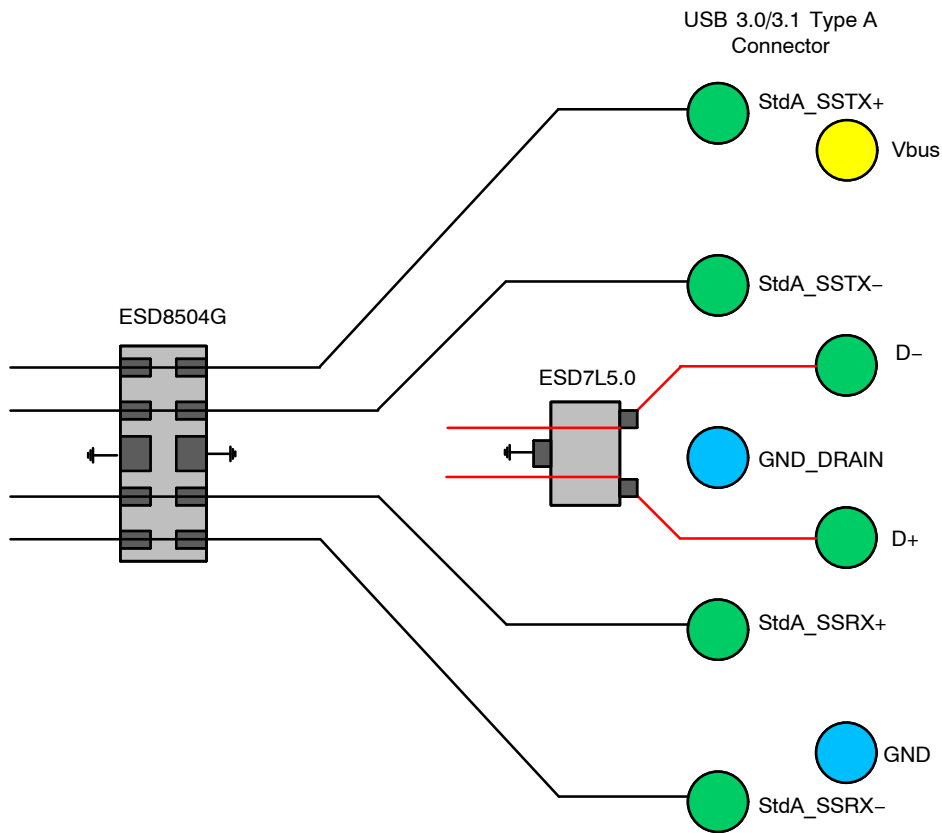 USB 3.0/3.1 Type A
Connector
StdA_SSTX+
Vbus
StdA_SSTX−
ESD8504G
D−
ESD7L5.0
GND_DRAIN
D+
StdA_SSRX+
GND
StdA_SSRX−